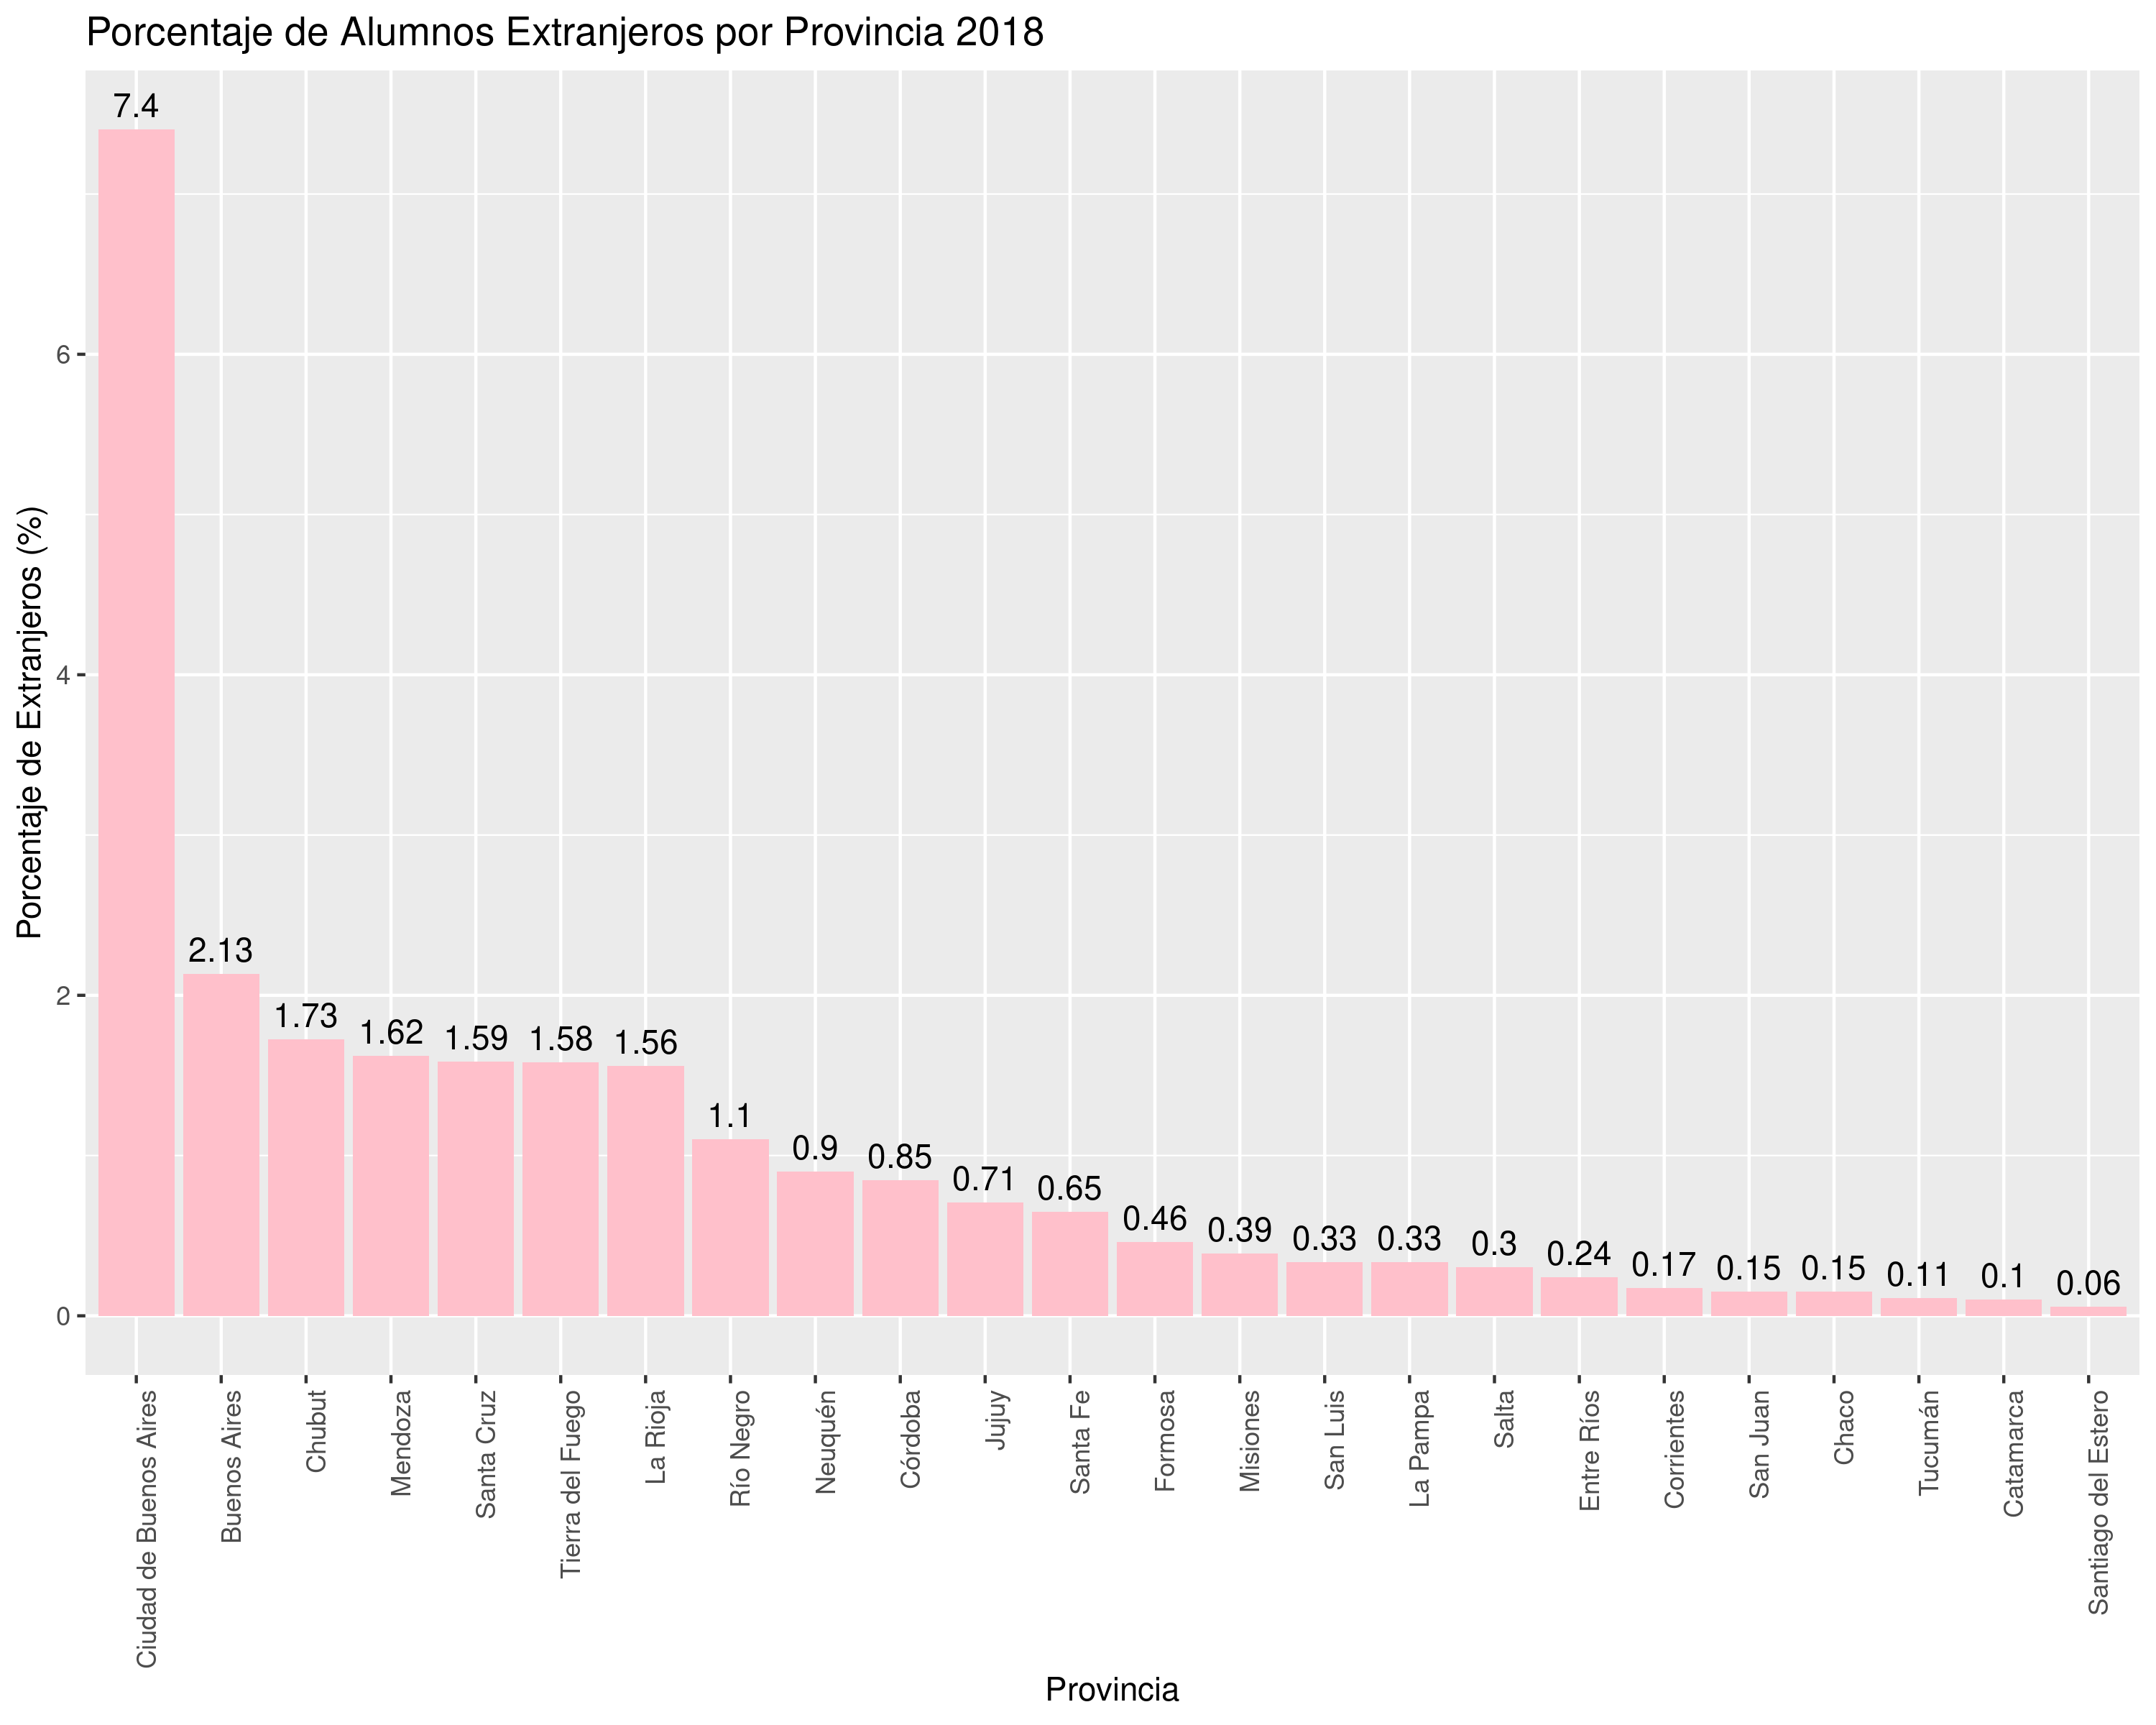 Porcentaje de Alumnos Extranjeros por Provincia 2018
Porcentaje de Extranjeros (%)
6
4
2
0
7.4
2.13
1.73
1.62
1.59
1.58
1.56
1.1
0.9
0.85
0.71
0.65
0.46
0.39
0.33
0.33
0.3
0.24
0.17
0.15
0.15
0.11
0.1
0.06
Ciudad de Buenos Aires
Buenos Aires
Chubut
Mendoza
Santa Cruz
Tierra del Fuego
La Rioja
Río Negro
Neuquén
Córdoba
Jujuy
Santa Fe
Formosa
Misiones
San Luis
La Pampa
Salta
Entre Ríos
Corrientes
San Juan
Chaco
Tucumán
Catamarca
Santiago del Estero
Provincia